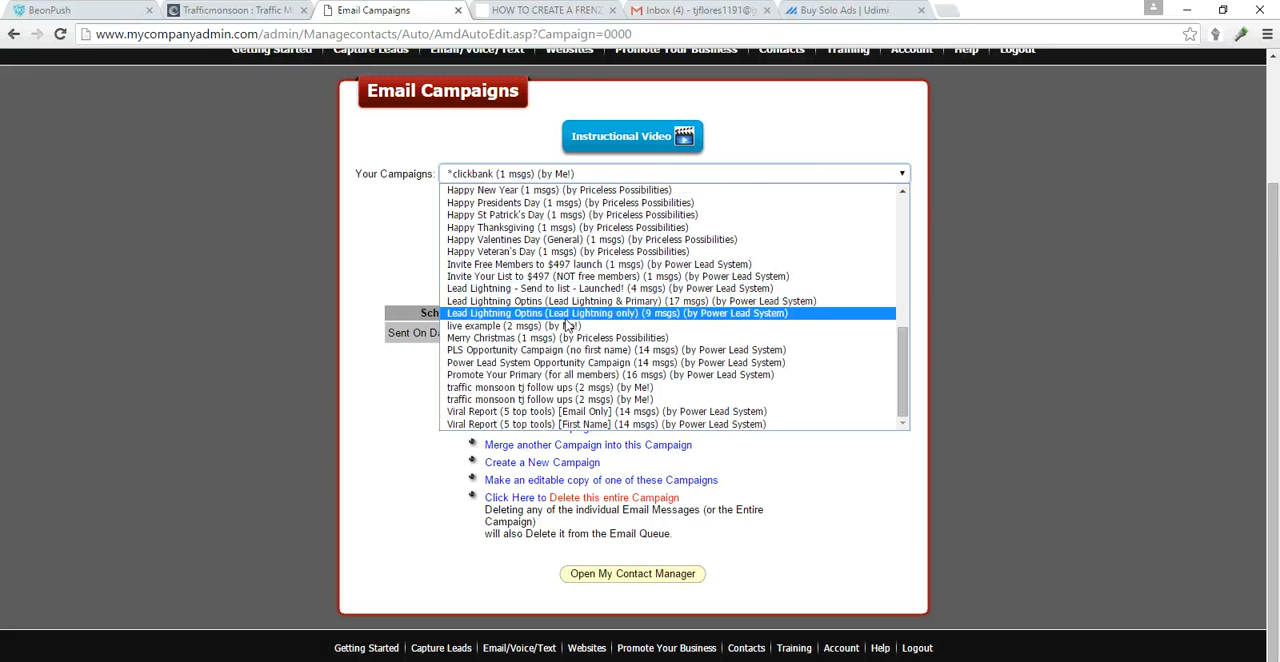 BeonPush
Trafficmonsoon : Traffic M
Email Campaigns
HOW TO CREATE A FRENZ
Inbox (4) - tjflores1191@g
Buy Solo Ads | Udimi
www.mycompanyadmin.com/admin/Managecontacts/Auto/AmdAutoEdit.asp?Campaign=0000
Getting Started Capture Leads Email/Voice/Text Websites Promote Your Business Contacts Training Account Help Logout
Email Campaigns
Instructional Video
Your Campaigns: *clickbank (1 msgs) (by Me!)
Happy New Year (1 msgs) (by Priceless Possibilities)
Happy Presidents Day (1 msgs) (by Priceless Possibilities)
Happy St Patrick's Day (1 msgs) (by Priceless Possibilities)
Happy Thanksgiving (1 msgs) (by Priceless Possibilities)
Happy Valentines Day (General) (1 msgs) (by Priceless Possibilities)
Happy Veteran's Day (1 msgs) (by Priceless Possibilities)
Invite Free Members to $497 launch (1 msgs) (by Power Lead System)
Invite Your List to $497 (NOT free members) (1 msgs) (by Power Lead System)
Lead Lightning - Send to list - Launched! (4 msgs) (by Power Lead System)
Lead Lightning Optins (Lead Lightning & Primary) (17 msgs) (by Power Lead System)
Sch Lead Lightning Optins (Lead Lightning only) (9 msgs) (by Power Lead System)
live example (2 msgs) (by Me!)
Sent On Da
Merry Christmas (1 msgs) (by Priceless Possibilities)
PLS Opportunity Campaign (no first name) (14 msgs) (by Power Lead System)
Power Lead System Opportunity Campaign (14 msgs) (by Power Lead System)
Promote Your Primary (for all members) (16 msgs) (by Power Lead System)
traffic monsoon tj follow ups (2 msgs) (by Me!)
traffic monsoon tj follow ups (2 msgs) (by Me!)
Viral Report (5 top tools) [Email Only] (14 msgs) (by Power Lead System)
Viral Report (5 top tools) [First Name] (14 msgs) (by Power Lead System)
Merge another Campaign into this Campaign
Create a New Campaign
Make an editable copy of one of these Campaigns
Click Here to Delete this entire Campaign
Deleting any of the individual Email Messages (or the Entire
Campaign)
will also Delete it from the Email Queue.
Open My Contact Manager
Getting Started | Capture Leads | Email/Voice/Text | Websites | Promote Your Business | Contacts | Training | Account | Help | Logout